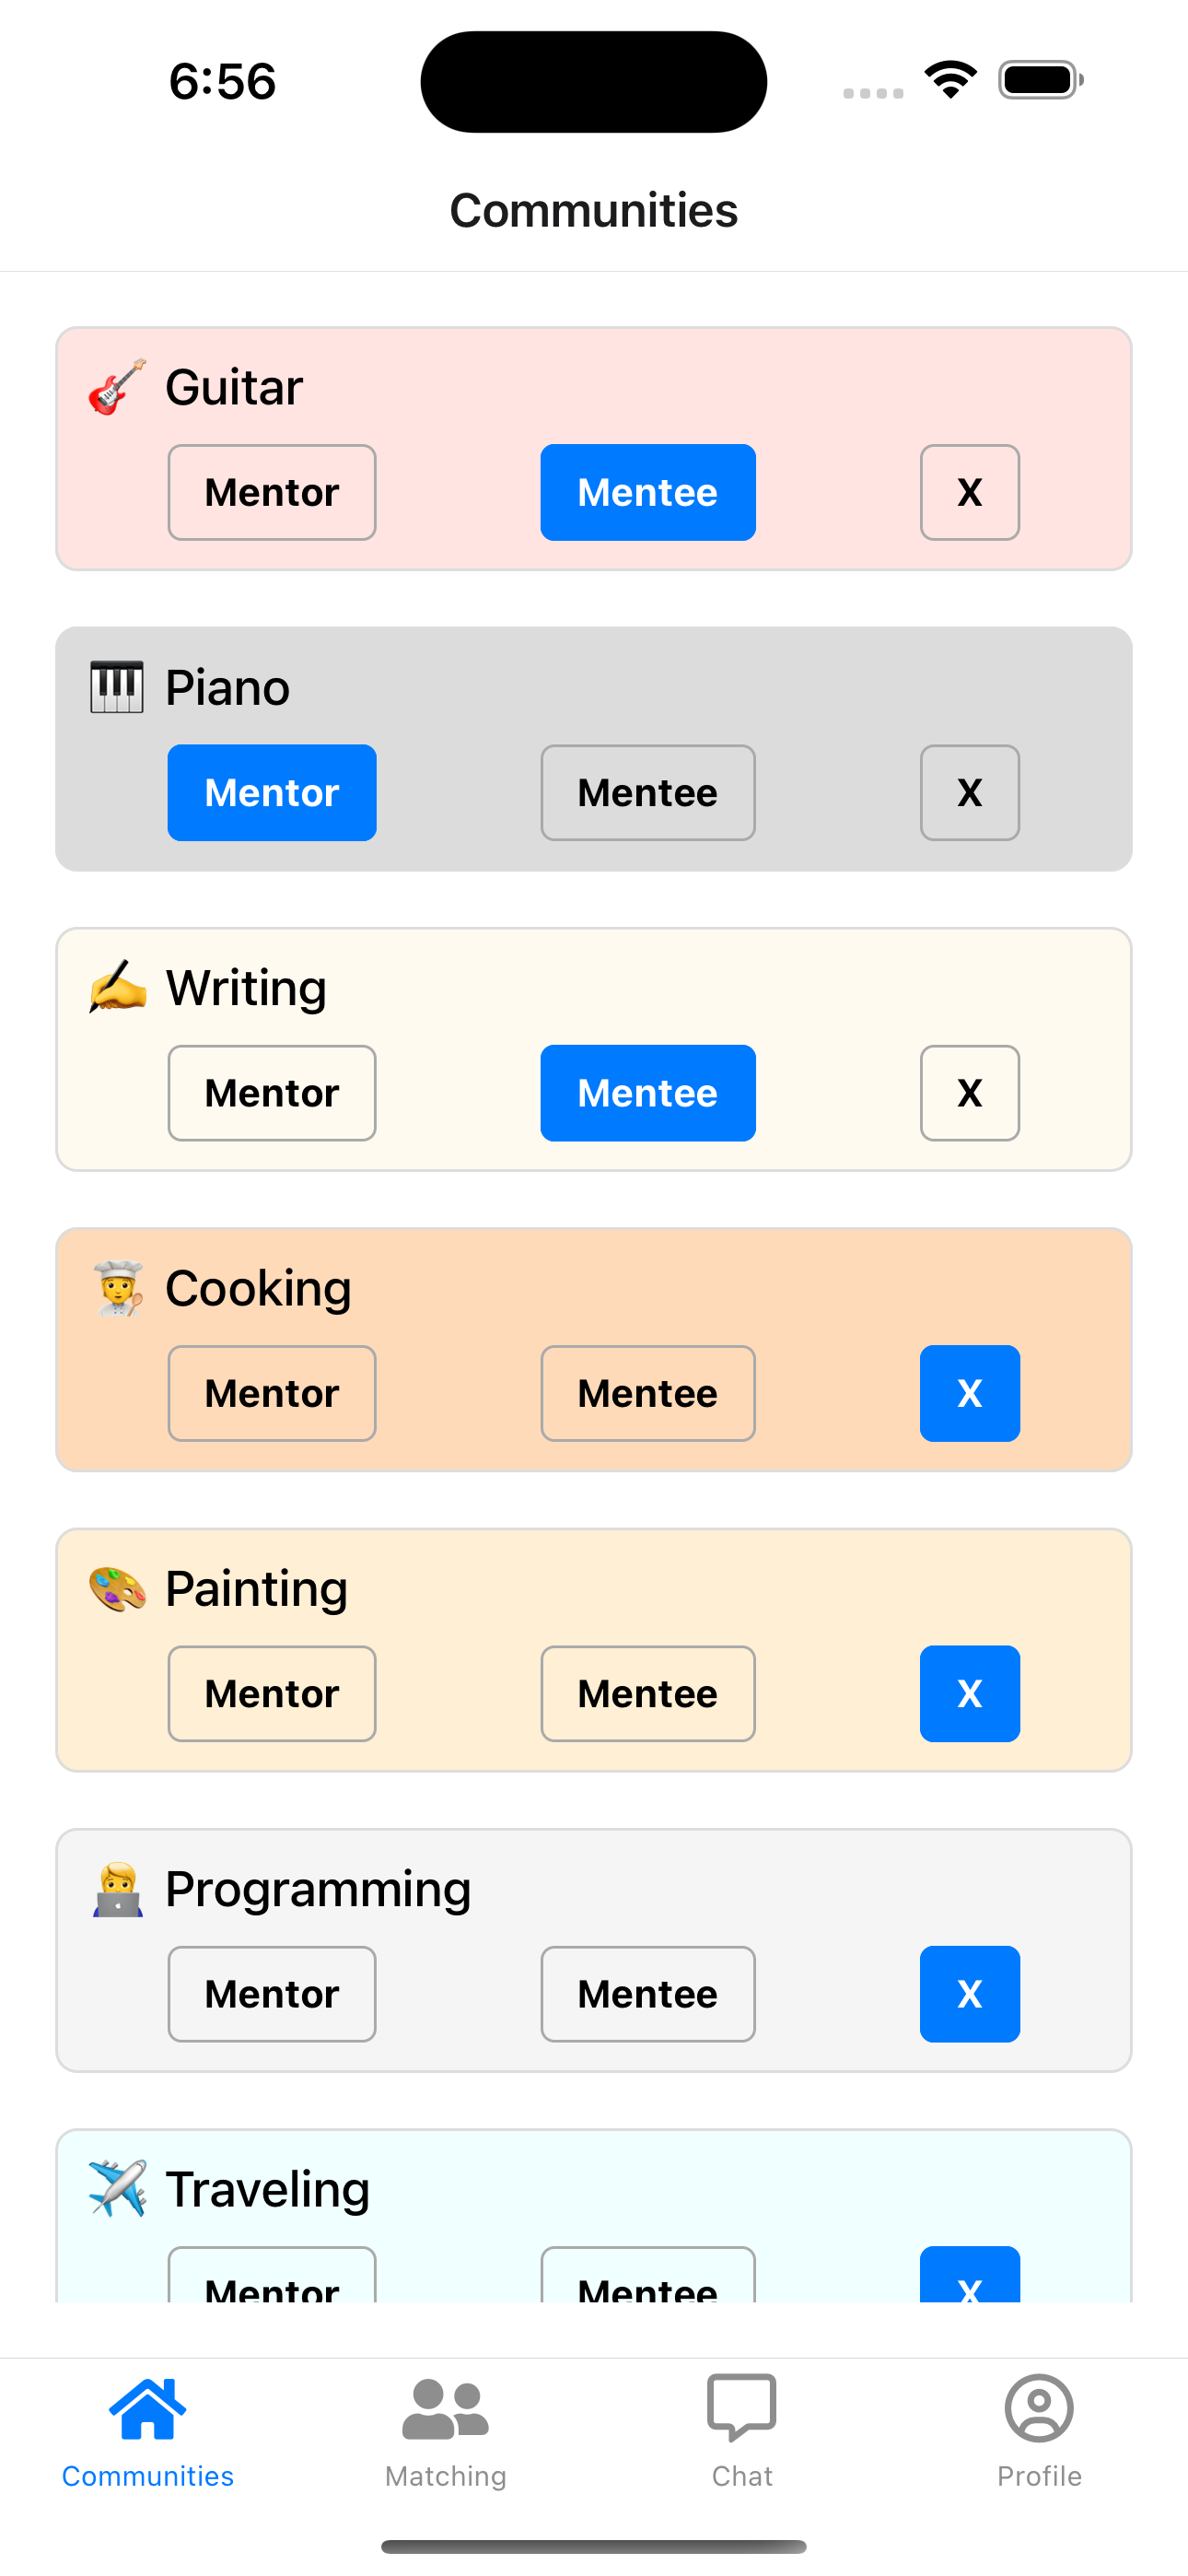 6:56
Communities
Guitar
Mentor Mentee X
Piano
Mentor Mentee X
Writing
Mentor Mentee X
Cooking
Mentor Mentee X
Painting
Mentor Mentee X
Programming
Mentor Mentee X
Traveling
Mentor Mentee X
Communities Matching Chat Profile